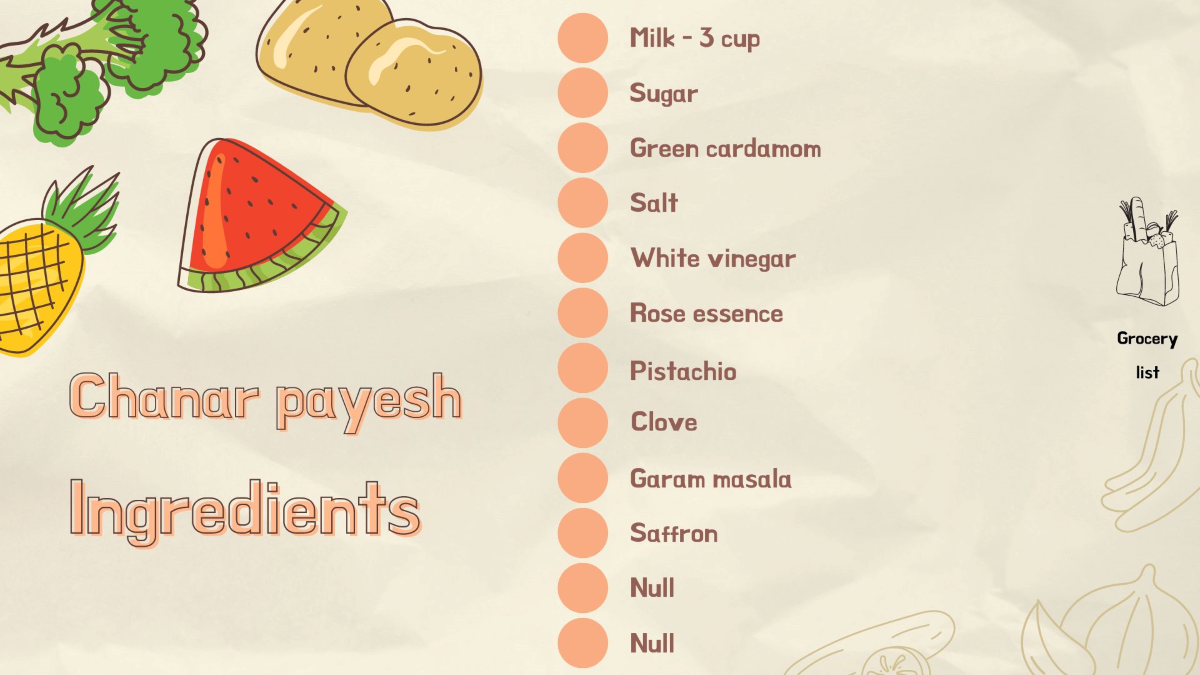 Chanar payesh
Ingredients
Milk - 3 cup
Sugar
Green cardamom
Salt
White vinegar
Rose essence
Pistachio
Clove
Garam masala
Saffron
Null
Null
Grocery
list